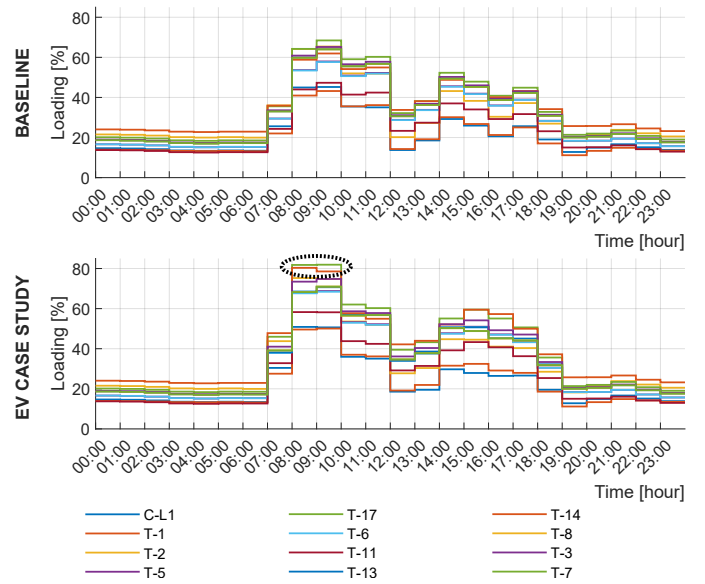 BASELINE
Loading [%]
80
60
40
20
0
00:00 01:00 02:00 03:00 04:00 05:00 06:00 07:00 08:00 09:00 10:00 11:00 12:00 13:00 14:00 15:00 16:00 17:00 18:00 19:00 20:00 21:00 22:00 23:00
Time [hour]
EV CASE STUDY
Loading [%]
80
60
40
20
0
00:00 01:00 02:00 03:00 04:00 05:00 06:00 07:00 08:00 09:00 10:00 11:00 12:00 13:00 14:00 15:00 16:00 17:00 18:00 19:00 20:00 21:00 22:00 23:00
Time [hour]
C-L1 T-17 T-14
T-1 T-6 T-8
T-2 T-11 T-3
T-5 T-13 T-7